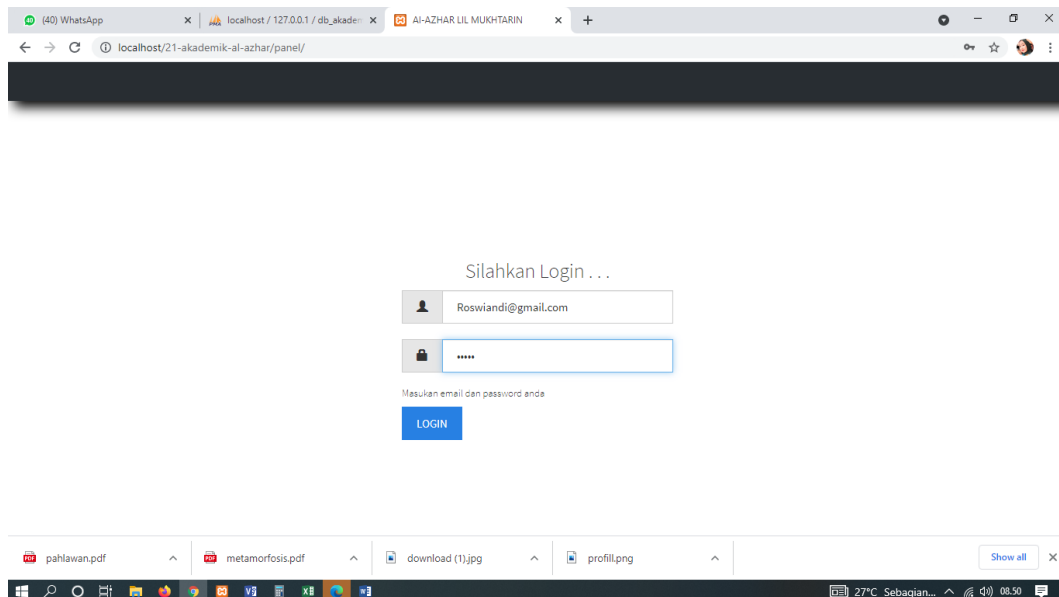 (40) WhatsApp
localhost / 127.0.0.1 / db_akaden
Al-AZHAR LIL MUKHTARIN
localhost/21-akademik-al-azhar/panel/
Silahkan Login . . .
Roswiandi@gmail.com
•••••
Masukan email dan password anda
LOGIN
pahlawan.pdf
metamorfosis.pdf
download (1).jpg
profill.png
Show all
27°C Sebagian...
08.50